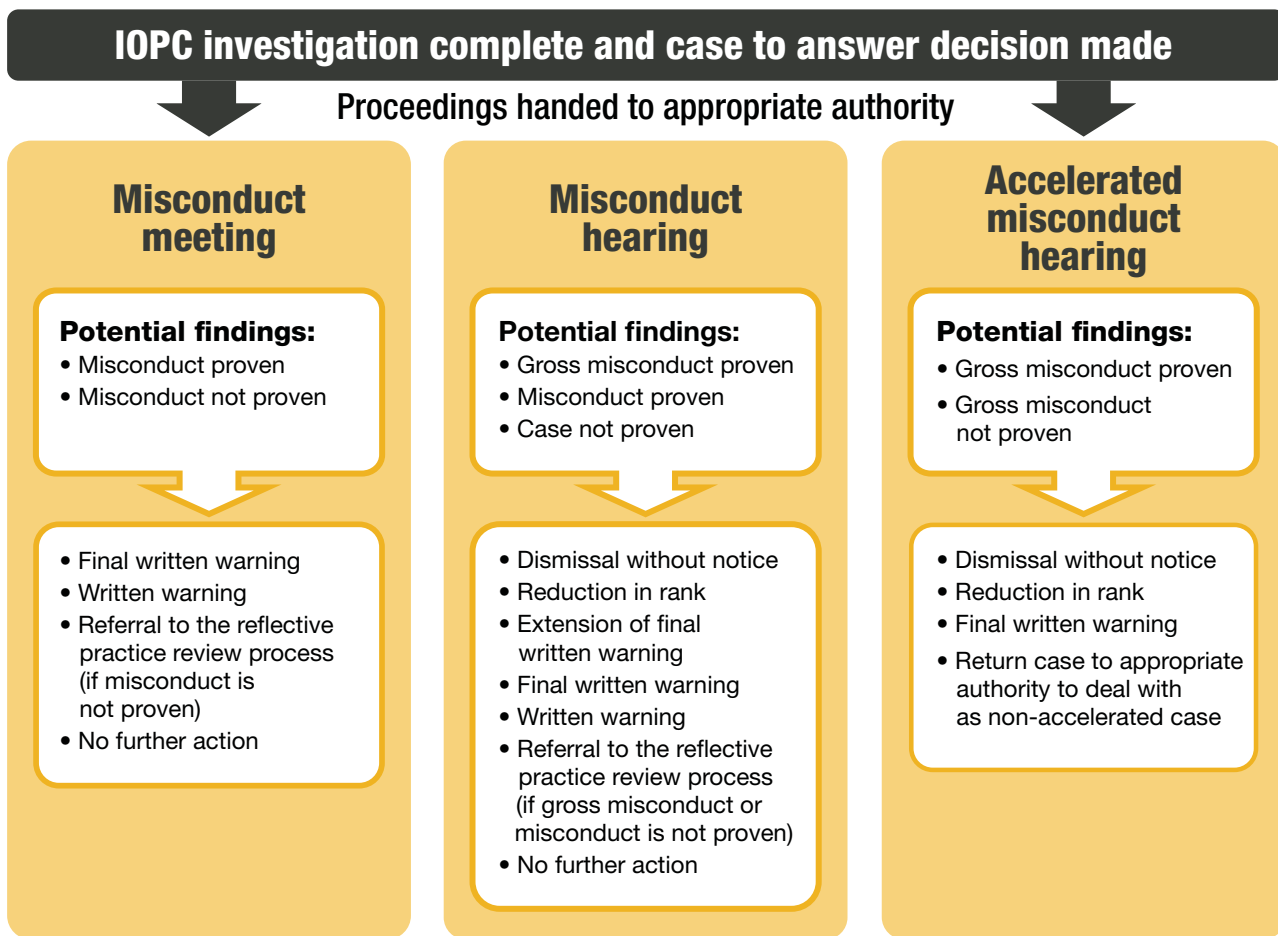 IOPC investigation complete and case to answer decision made
Proceedings handed to appropriate authority
Misconduct
meeting
Potential findings:
• Misconduct proven
• Misconduct not proven
• Final written warning
• Written warning
• Referral to the reflective
practice review process
(if misconduct is
not proven)
• No further action
Misconduct
hearing
Potential findings:
• Gross misconduct proven
• Misconduct proven
• Case not proven
• Dismissal without notice
• Reduction in rank
• Extension of final
written warning
• Final written warning
• Written warning
• Referral to the reflective
practice review process
(if gross misconduct or
misconduct is not proven)
• No further action
Accelerated
misconduct
hearing
Potential findings:
• Gross misconduct proven
• Gross misconduct
not proven
• Dismissal without notice
• Reduction in rank
• Final written warning
• Return case to appropriate
authority to deal with
as non-accelerated case